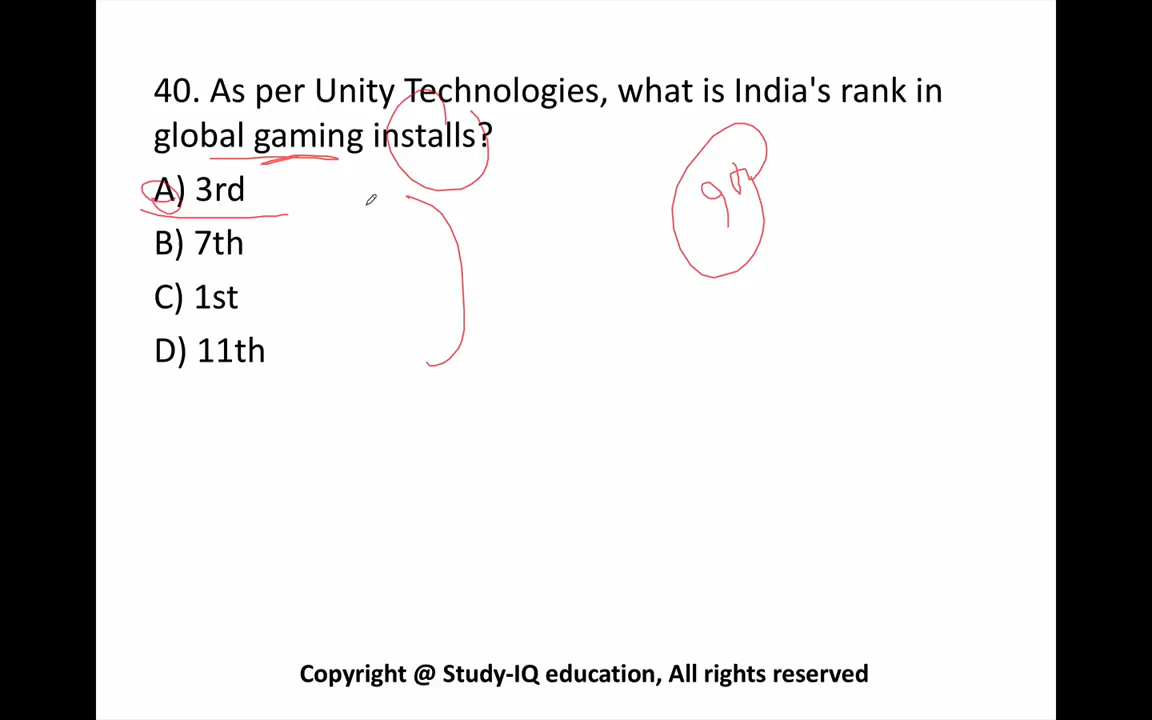 40. As per Unity Technologies, what is India's rank in
global gaming installs?
A) 3rd
B) 7th
C) 1st
D) 11th
9th
Copyright @ Study-IQ education, All rights reserved